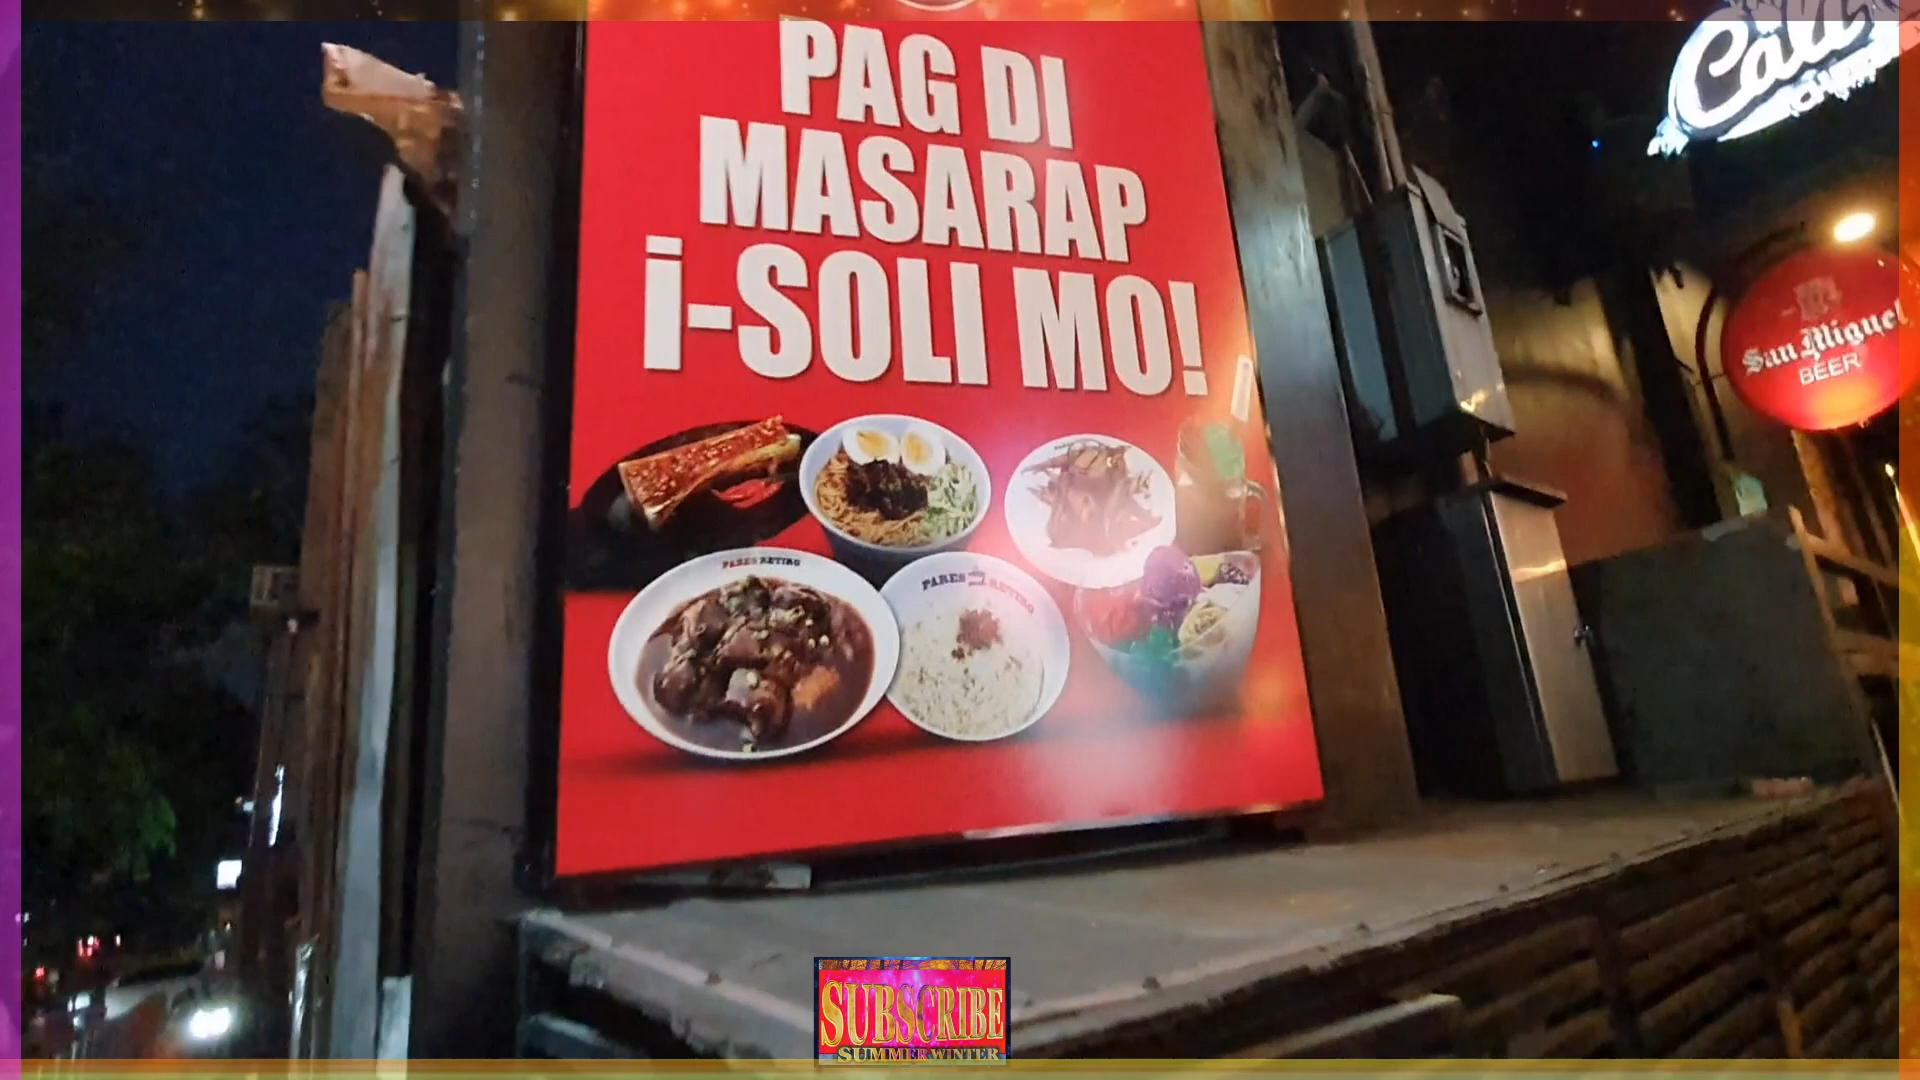 PAG DI
MASARAP
i-SOLI MO!
PARES RETIRO
PARES RETIRO
San Miguel
BEER
SUBSCRIBE
SUMMER WINTER